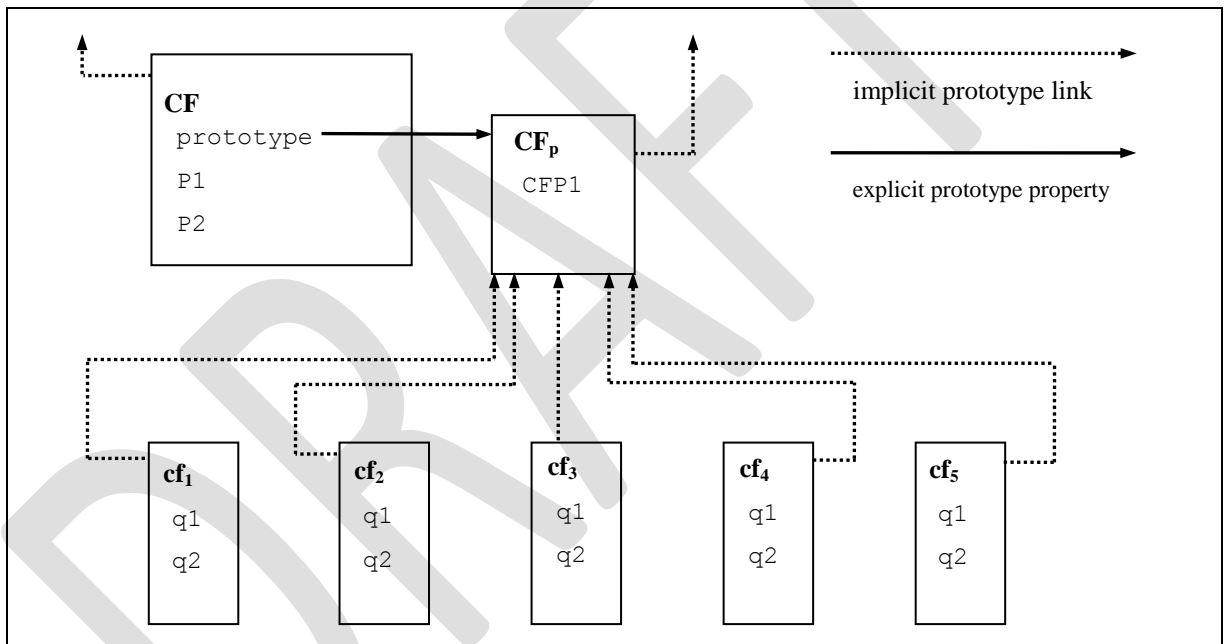 CF
prototype
P1
P2
CFp
CFP1
implicit prototype link
explicit prototype property
cf1
q1
q2
cf2
q1
q2
cf3
q1
q2
cf4
q1
q2
cf5
q1
q2
DRAFT